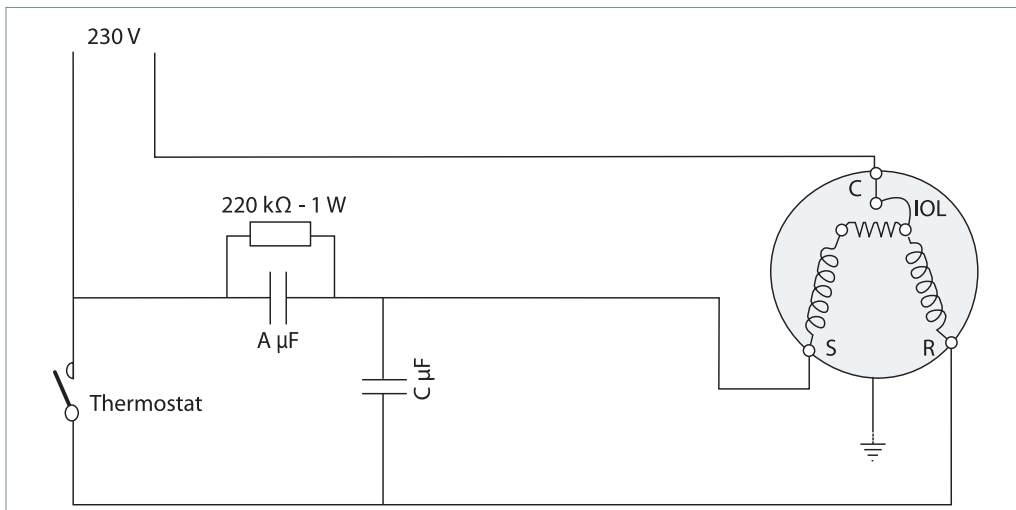 230 V
C
IOL
220 kΩ - 1 W
A µF
S
R
C µF
Thermostat